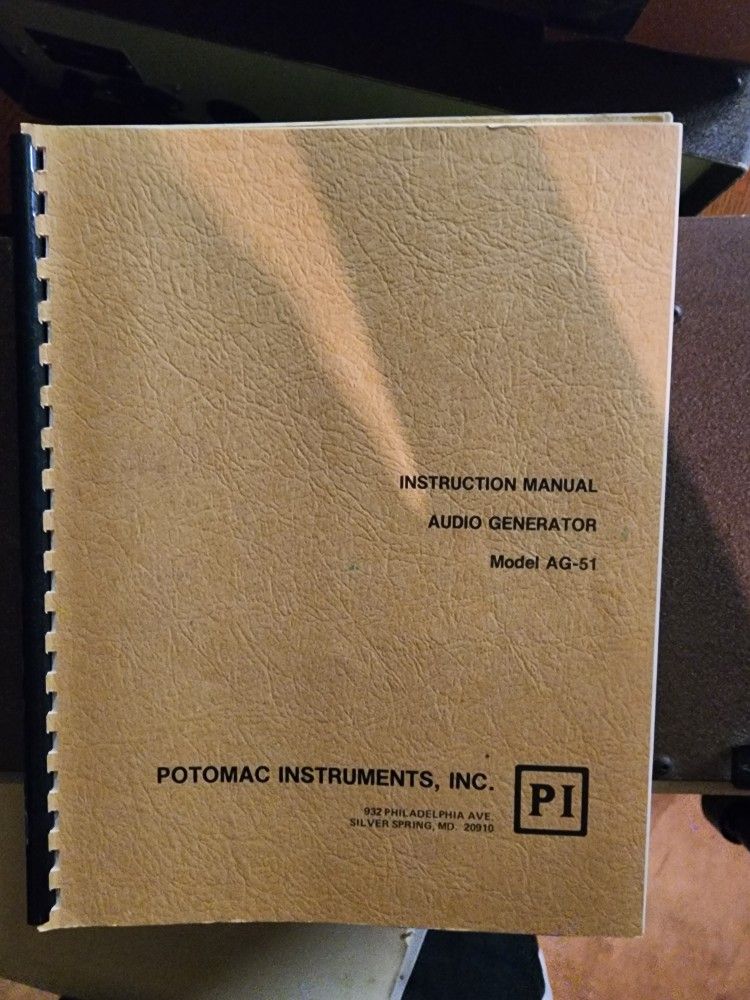 INSTRUCTION MANUAL
AUDIO GENERATOR
Model AG-51
POTOMAC INSTRUMENTS, INC.
PI
932 PHILADELPHIA AVE.
SILVER SPRING, MD. 20910